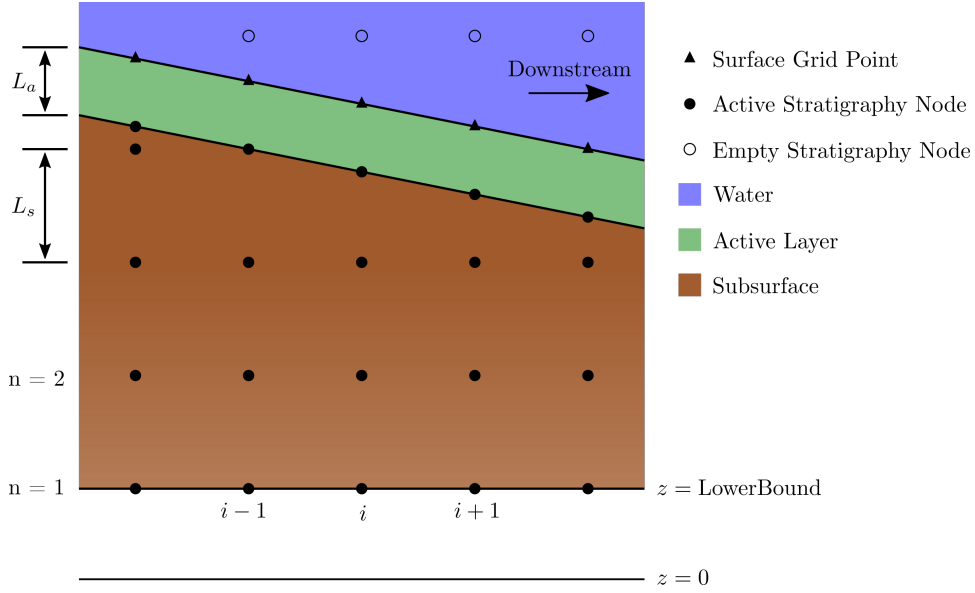 Downstream
L_a
L_s
n = 2
n = 1
i − 1
i
i + 1
z = LowerBound
z = 0
Surface Grid Point
Active Stratigraphy Node
Empty Stratigraphy Node
Water
Active Layer
Subsurface